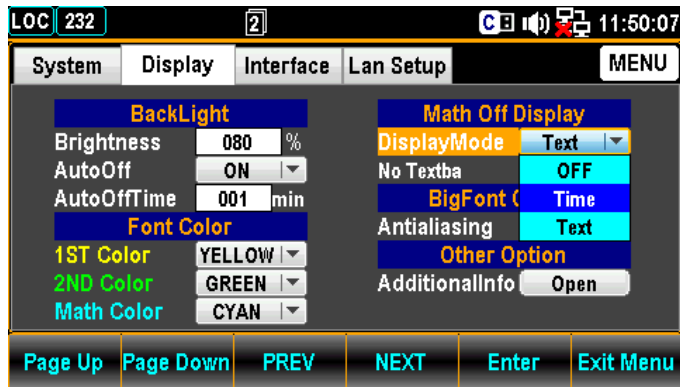 LOC 232 2 C 11:50:07
System Display Interface Lan Setup MENU
BackLight
Brightness 080 %
AutoOff ON
AutoOffTime 001 min
Font Color
1ST Color YELLOW
2ND Color GREEN
Math Color CYAN
Math Off Display
DisplayMode Text
OFF
Time
Text
No Textba
BigFont
Antialiasing
Other Option
AdditionalInfo Open
Page Up Page Down PREV NEXT Enter Exit Menu